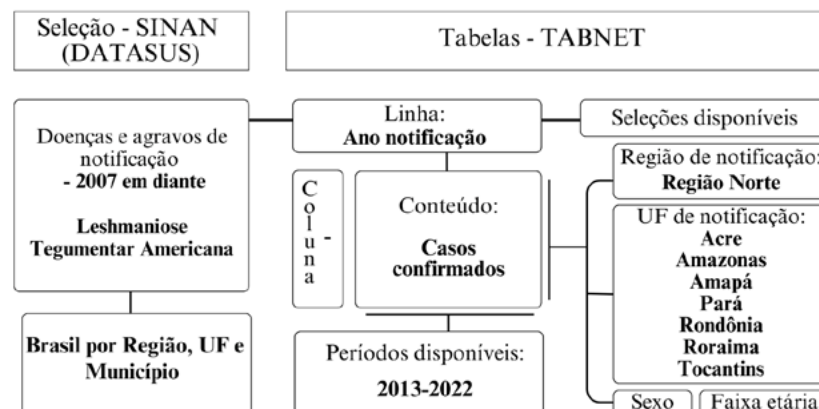 Seleção - SINAN
(DATASUS)
Tabelas - TABNET
Doenças e agravos de
notificação
- 2007 em diante
Leshmaniose
Tegumentar Americana
Brasil por Região, UF e
Município
Linha:
Ano notificação
Coluna -
Conteúdo:
Casos
confirmados
Períodos disponíveis:
2013-2022
Seleções disponíveis
Região de notificação:
Região Norte
UF de notificação:
Acre
Amazonas
Amapá
Pará
Rondônia
Roraima
Tocantins
Sexo
Faixa etária